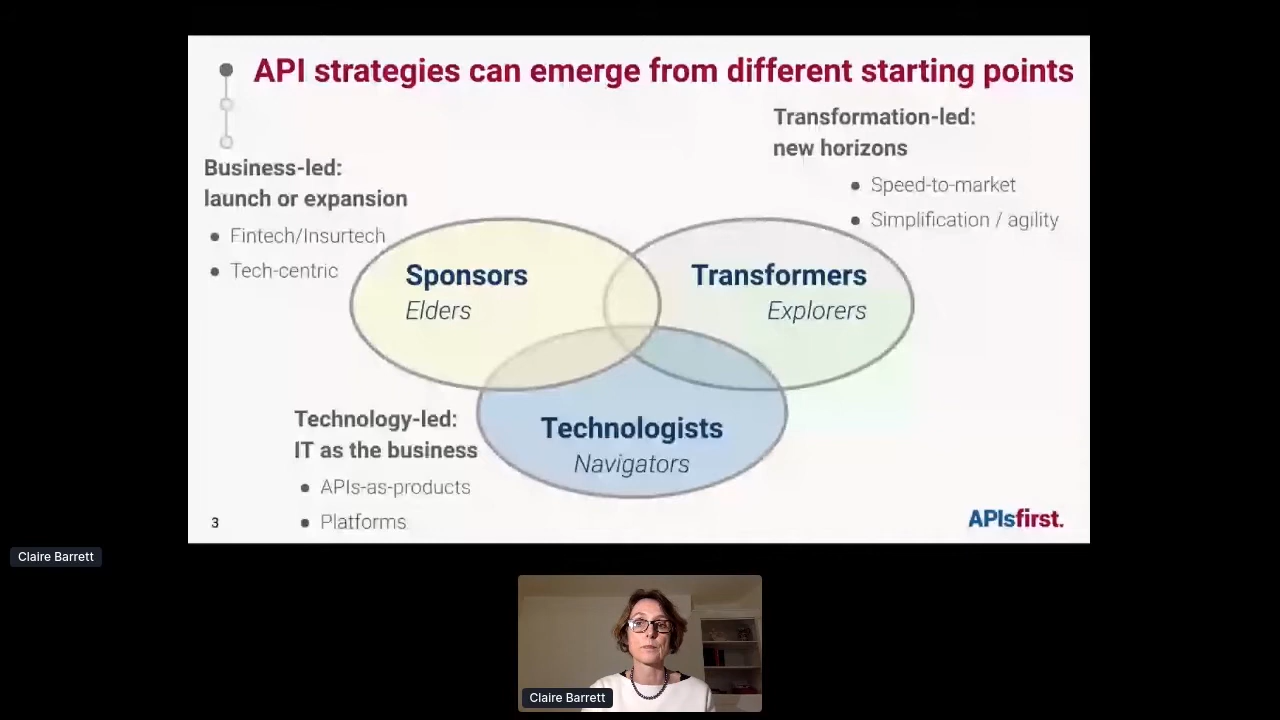 API strategies can emerge from different starting points
Transformation-led:
new horizons
Speed-to-market
Simplification / agility
Business-led:
launch or expansion
Fintech/Insurtech
Tech-centric
Sponsors
Elders
Transformers
Explorers
Technology-led:
IT as the business
APIs-as-products
Platforms
Technologists
Navigators
3
APIsfirst.
Claire Barrett
Claire Barrett